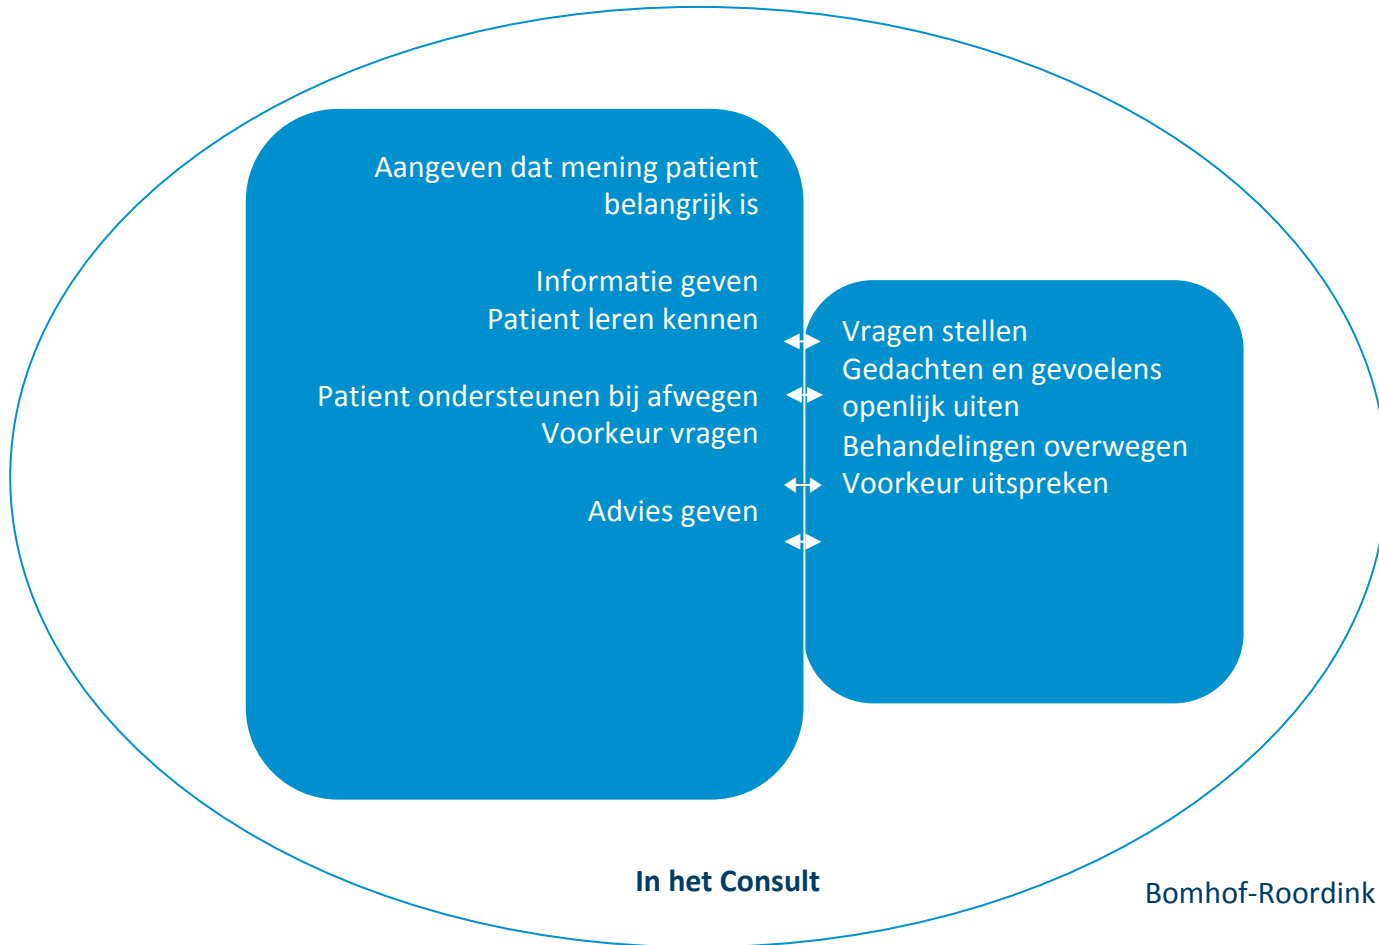 Aangeven dat mening patient
belangrijk is
Informatie geven
Patient leren kennen
Patient ondersteunen bij afwegen
Voorkeur vragen
Advies geven
Vragen stellen
Gedachten en gevoelens
openlijk uiten
Behandelingen overwegen
Voorkeur uitspreken
In het Consult
Bomhof-Roordink